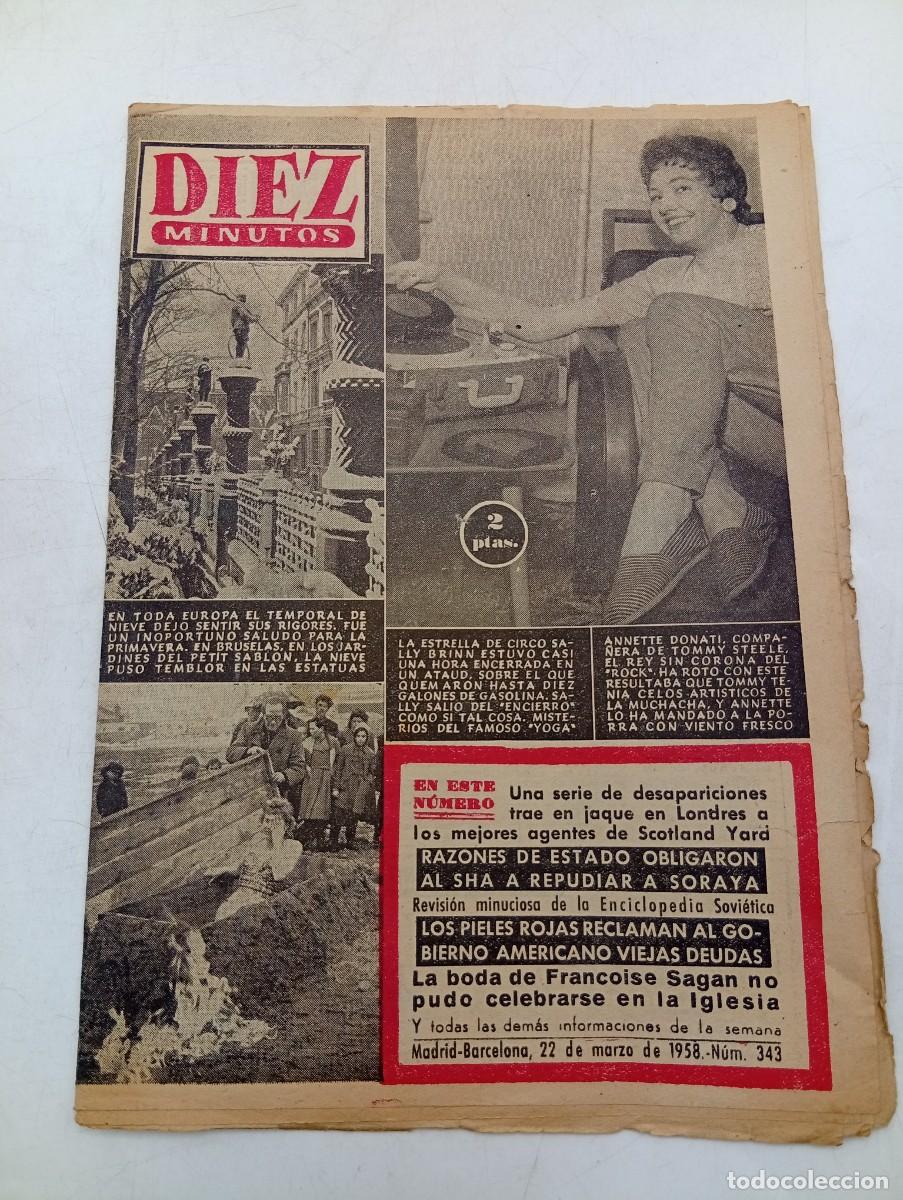 DIEZ
MINUTOS
2
ptas.
EN TODA EUROPA EL TEMPORAL DE
NIEVE DEJO SENTIR SUS RIGORES. FUE
UN INOPORTUNO SALUDO PARA LA
PRIMAVERA. EN BRUSELAS, EN LOS JAR-
DINES DEL PETIT SABLON, LA NIEVE
PUSO TEMBLOR EN LAS ESTATUAS
LA ESTRELLA DE CIRCO SA-
LLY BRINN ESTUVO CASI
UNA HORA ENCERRADA EN
UN ATAUD, SOBRE EL QUE
QUEMARON HASTA DIEZ
GALONES DE GASOLINA. SA-
LLY SALIO DEL "ENCIERRO"
COMO SI TAL COSA. MISTE-
RIOS DEL FAMOSO "YOGA"
ANNETTE DONATI, COMPA-
ÑERA DE TOMMY STEELE,
EL REY SIN CORONA DEL
"ROCK", HA ROTO CON ESTE
RESULTABA QUE TOMMY TE-
NIA CELOS ARTISTICOS DE
LA MUCHACHA, Y ANNETTE
LO HA MANDADO A LA PO-
RRA CON VIENTO FRESCO
EN ESTE
NÚMERO
Una serie de desapariciones
trae en jaque en Londres a
los mejores agentes de Scotland Yard
RAZONES DE ESTADO OBLIGARON
AL SHA A REPUDIAR A SORAYA
Revisión minuciosa de la Enciclopedia Soviética
LOS PIELES ROJAS RECLAMAN AL GO-
BIERNO AMERICANO VIEJAS DEUDAS
La boda de Francoise Sagan no
pudo celebrarse en la Iglesia
Y todas las demás informaciones de la semana
Madrid-Barcelona, 22 de marzo de 1958.-Núm. 343
todocoleccion